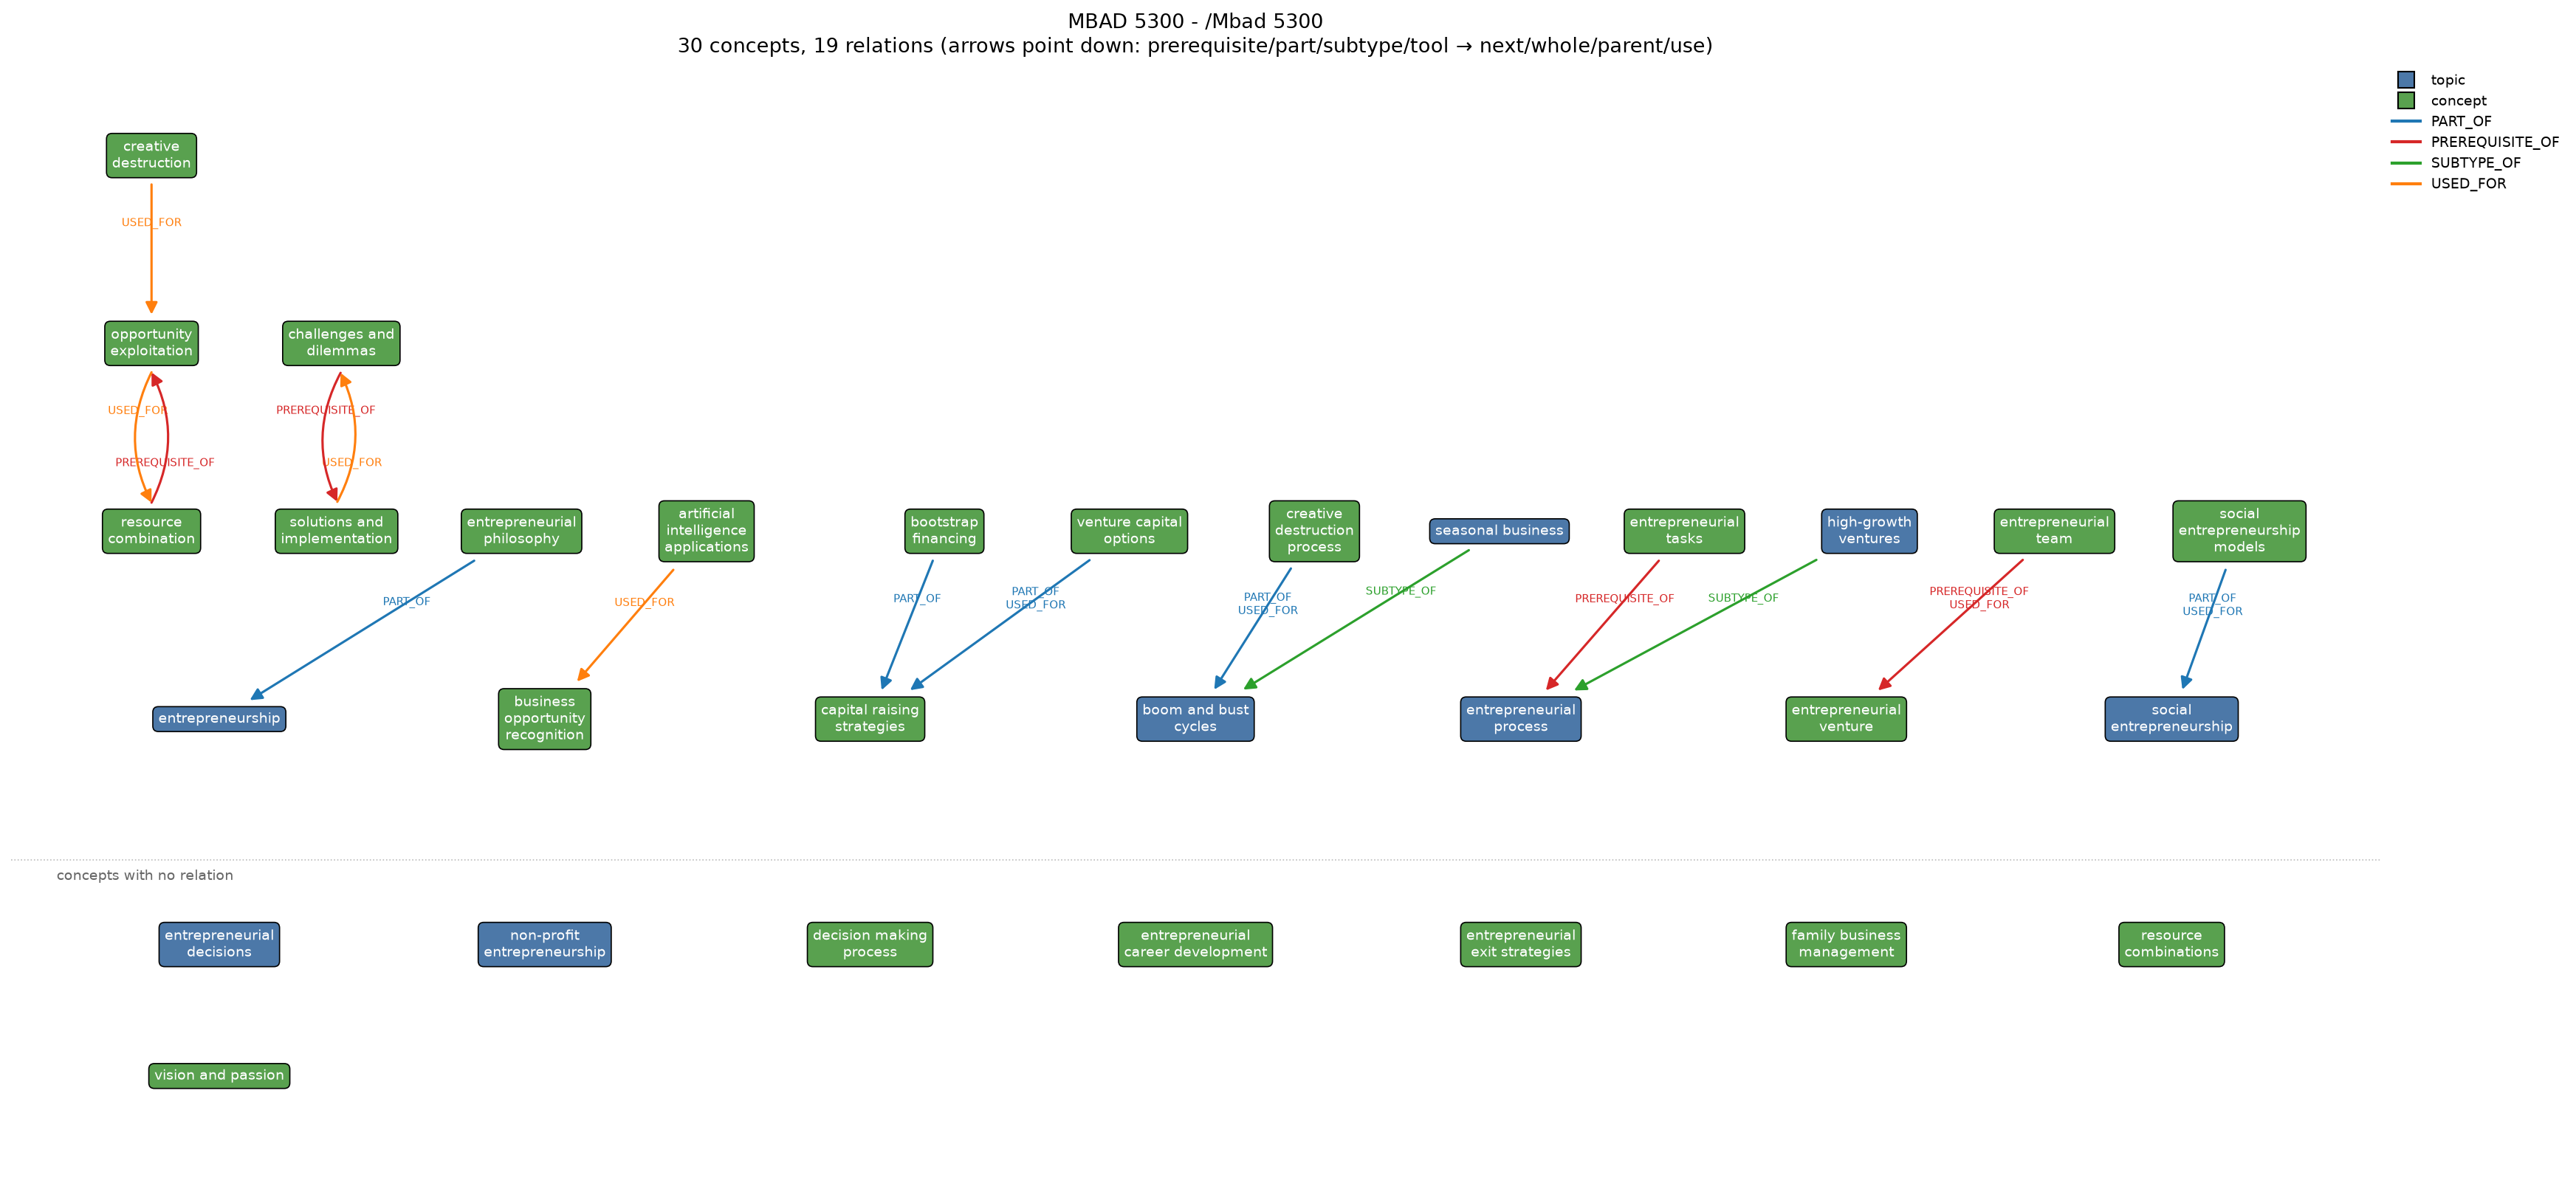 MBAD 5300 - /Mbad 5300
30 concepts, 19 relations (arrows point down: prerequisite/part/subtype/tool → next/whole/parent/use)
topic
concept
PART_OF
PREREQUISITE_OF
SUBTYPE_OF
USED_FOR
creative
destruction
USED_FOR
opportunity
exploitation
challenges and
dilemmas
USED_FOR
PREREQUISITE_OF
PREREQUISITE_OF
USED_FOR
resource
combination
solutions and
implementation
entrepreneurial
philosophy
artificial
intelligence
applications
bootstrap
financing
venture capital
options
creative
destruction
process
seasonal business
entrepreneurial
tasks
high-growth
ventures
entrepreneurial
team
social
entrepreneurship
models
PART_OF
USED_FOR
PART_OF
PART_OF
USED_FOR
PART_OF
USED_FOR
SUBTYPE_OF
PREREQUISITE_OF
SUBTYPE_OF
PREREQUISITE_OF
USED_FOR
PART_OF
USED_FOR
entrepreneurship
business
opportunity
recognition
capital raising
strategies
boom and bust
cycles
entrepreneurial
process
entrepreneurial
venture
social
entrepreneurship
concepts with no relation
entrepreneurial
decisions
non-profit
entrepreneurship
decision making
process
entrepreneurial
career development
entrepreneurial
exit strategies
family business
management
resource
combinations
vision and passion